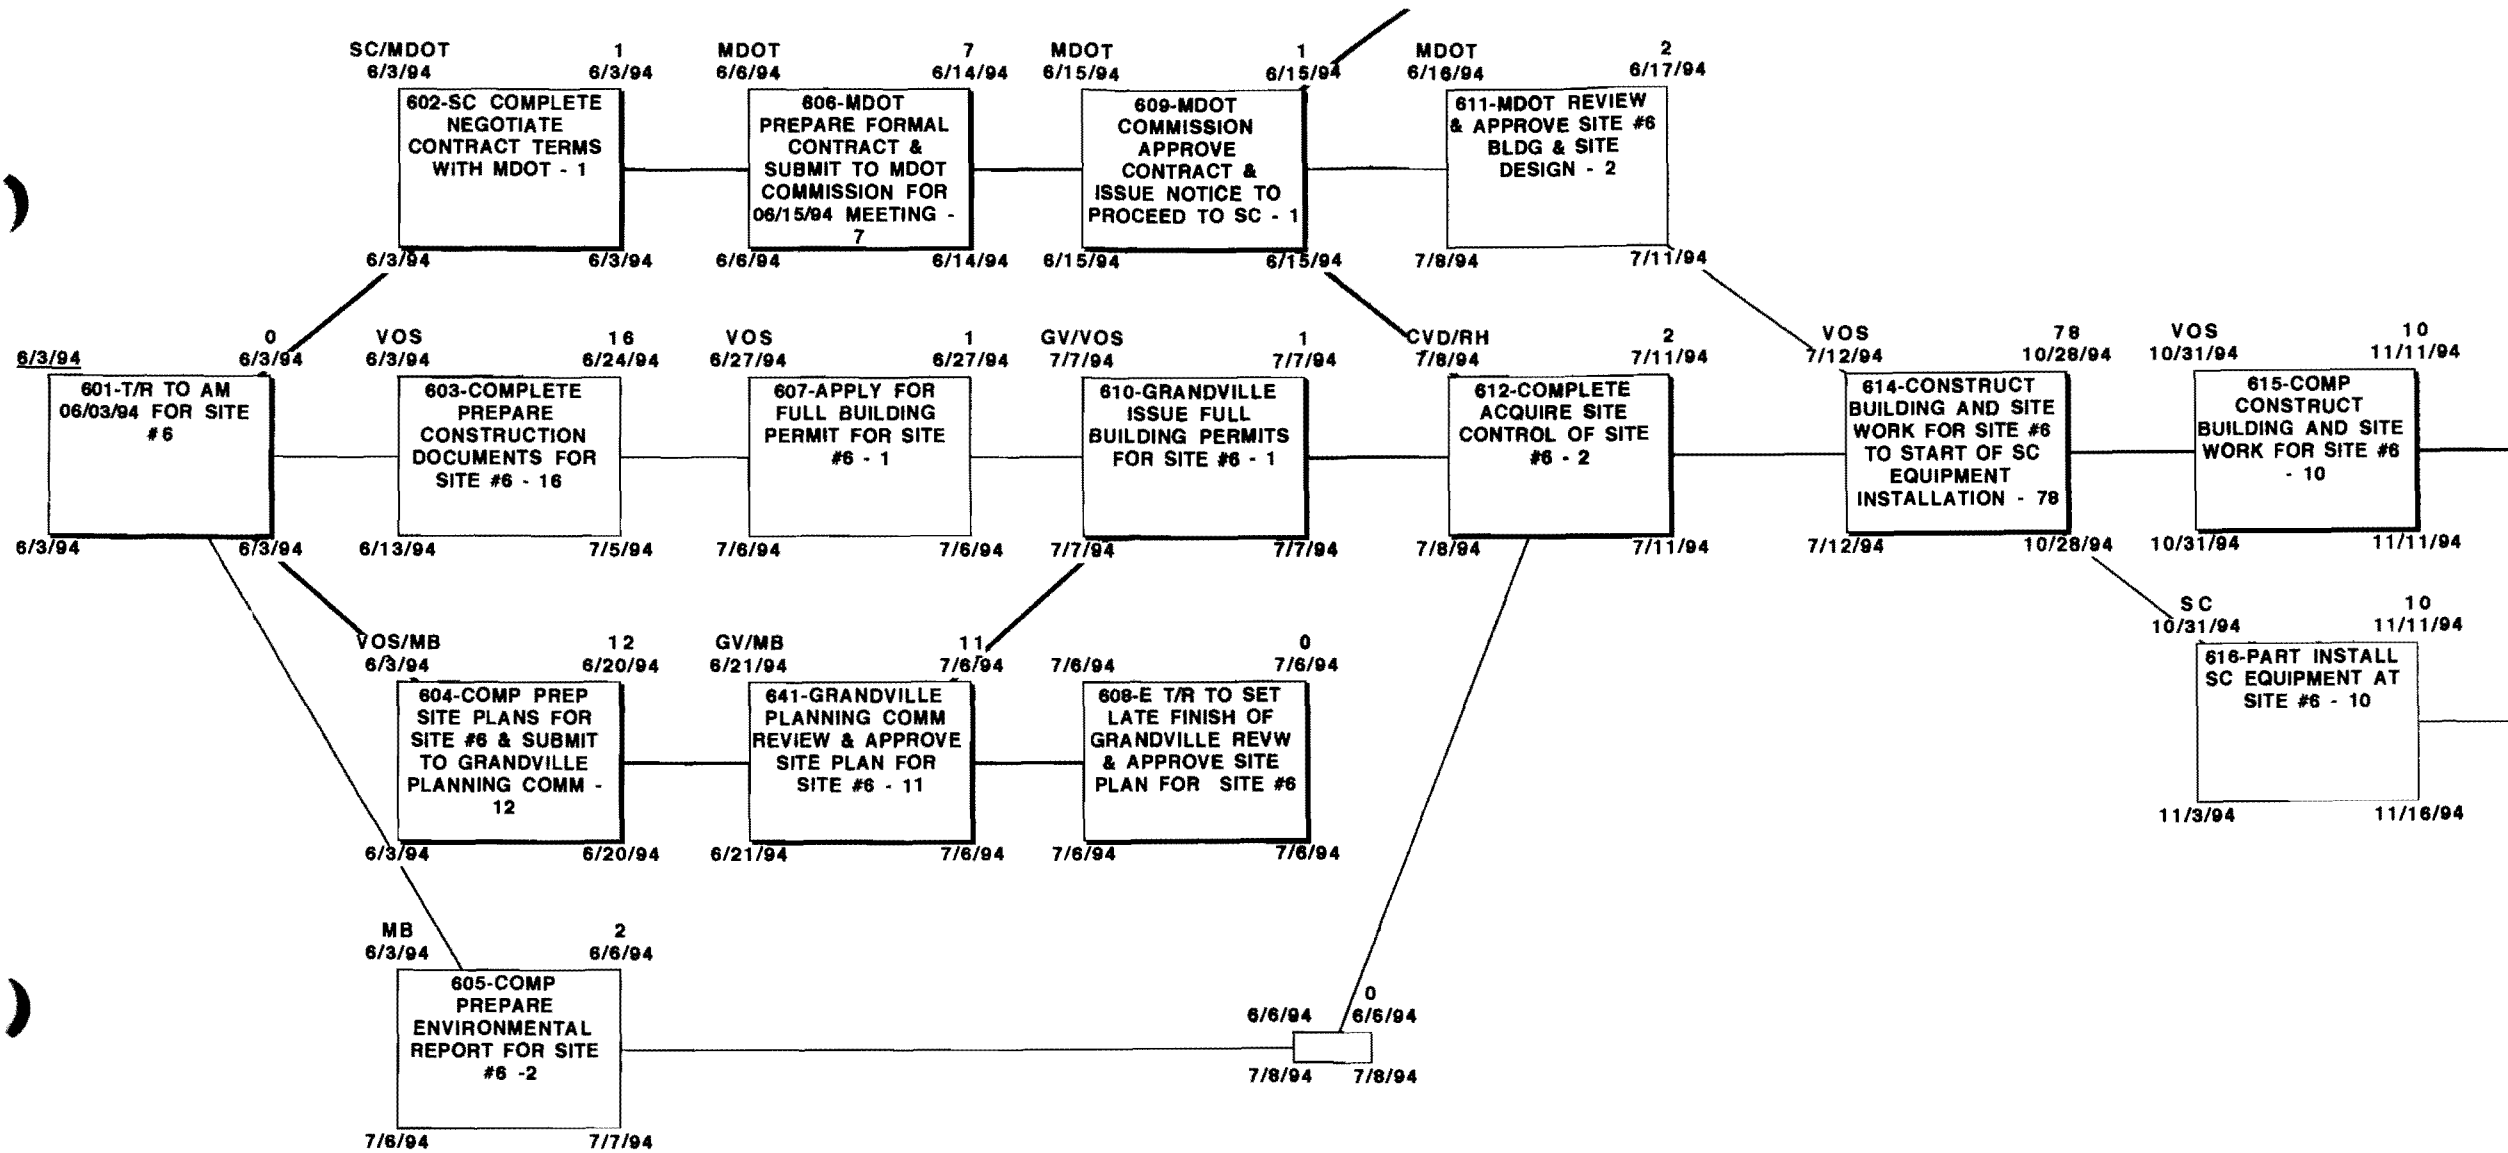 SC/MDOT 1
6/3/94 6/3/94
602-SC COMPLETE
NEGOTIATE
CONTRACT TERMS
WITH MDOT - 1
6/3/94 6/3/94
MDOT 7
6/6/94 6/14/94
606-MDOT
PREPARE FORMAL
CONTRACT &
SUBMIT TO MDOT
COMMISSION FOR
06/15/94 MEETING -
7
6/6/94 6/14/94
MDOT 1
6/15/94 6/15/94
609-MDOT
COMMISSION
APPROVE
CONTRACT &
ISSUE NOTICE TO
PROCEED TO SC - 1
6/15/94 6/15/94
MDOT 2
6/16/94 6/17/94
611-MDOT REVIEW
& APPROVE SITE #6
BLDG & SITE
DESIGN - 2
7/8/94 7/11/94
0
6/3/94 6/3/94
601-T/R TO AM
06/03/94 FOR SITE
#6
6/3/94 6/3/94
VOS 16
6/3/94 6/24/94
603-COMPLETE
PREPARE
CONSTRUCTION
DOCUMENTS FOR
SITE #6 - 16
6/13/94 7/5/94
VOS 1
6/27/94 6/27/94
607-APPLY FOR
FULL BUILDING
PERMIT FOR SITE
#6 - 1
7/6/94 7/6/94
GV/VOS 1
7/7/94 7/7/94
610-GRANDVILLE
ISSUE FULL
BUILDING PERMITS
FOR SITE #6 - 1
7/7/94 7/7/94
CVD/RH 2
7/8/94 7/11/94
612-COMPLETE
ACQUIRE SITE
CONTROL OF SITE
#6 - 2
7/8/94 7/11/94
VOS 78
7/12/94 10/28/94
614-CONSTRUCT
BUILDING AND SITE
WORK FOR SITE #6
TO START OF SC
EQUIPMENT
INSTALLATION - 78
7/12/94 10/28/94
VOS 10
10/31/94 11/11/94
615-COMP
CONSTRUCT
BUILDING AND SITE
WORK FOR SITE #6
- 10
10/31/94 11/11/94
VOS/MB 12
6/3/94 6/20/94
604-COMP PREP
SITE PLANS FOR
SITE #6 & SUBMIT
TO GRANDVILLE
PLANNING COMM -
12
6/3/94 6/20/94
GV/MB 11
6/21/94 7/6/94
641-GRANDVILLE
PLANNING COMM
REVIEW & APPROVE
SITE PLAN FOR
SITE #6 - 11
6/21/94 7/6/94
0
7/6/94 7/6/94
608-E T/R TO SET
LATE FINISH OF
GRANDVILLE REVW
& APPROVE SITE
PLAN FOR SITE #6
7/6/94 7/6/94
SC 10
10/31/94 11/11/94
616-PART INSTALL
SC EQUIPMENT AT
SITE #6 - 10
11/3/94 11/16/94
MB 2
6/3/94 6/6/94
605-COMP
PREPARE
ENVIRONMENTAL
REPORT FOR SITE
#6 -2
7/6/94 7/7/94
0
6/6/94 6/6/94
7/8/94 7/8/94